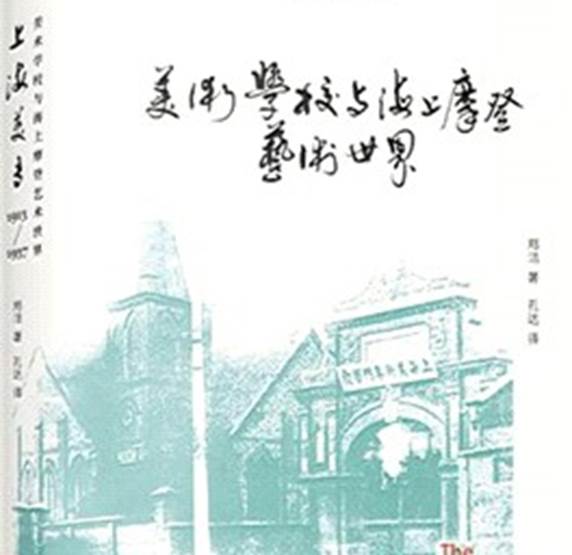 美術學校与海上摩登
藝術世界
郑洁 著 孔达 译
上海美专
1913/1937
美术学校与海上摩登艺术世界
郑洁 著 孔达 译
The